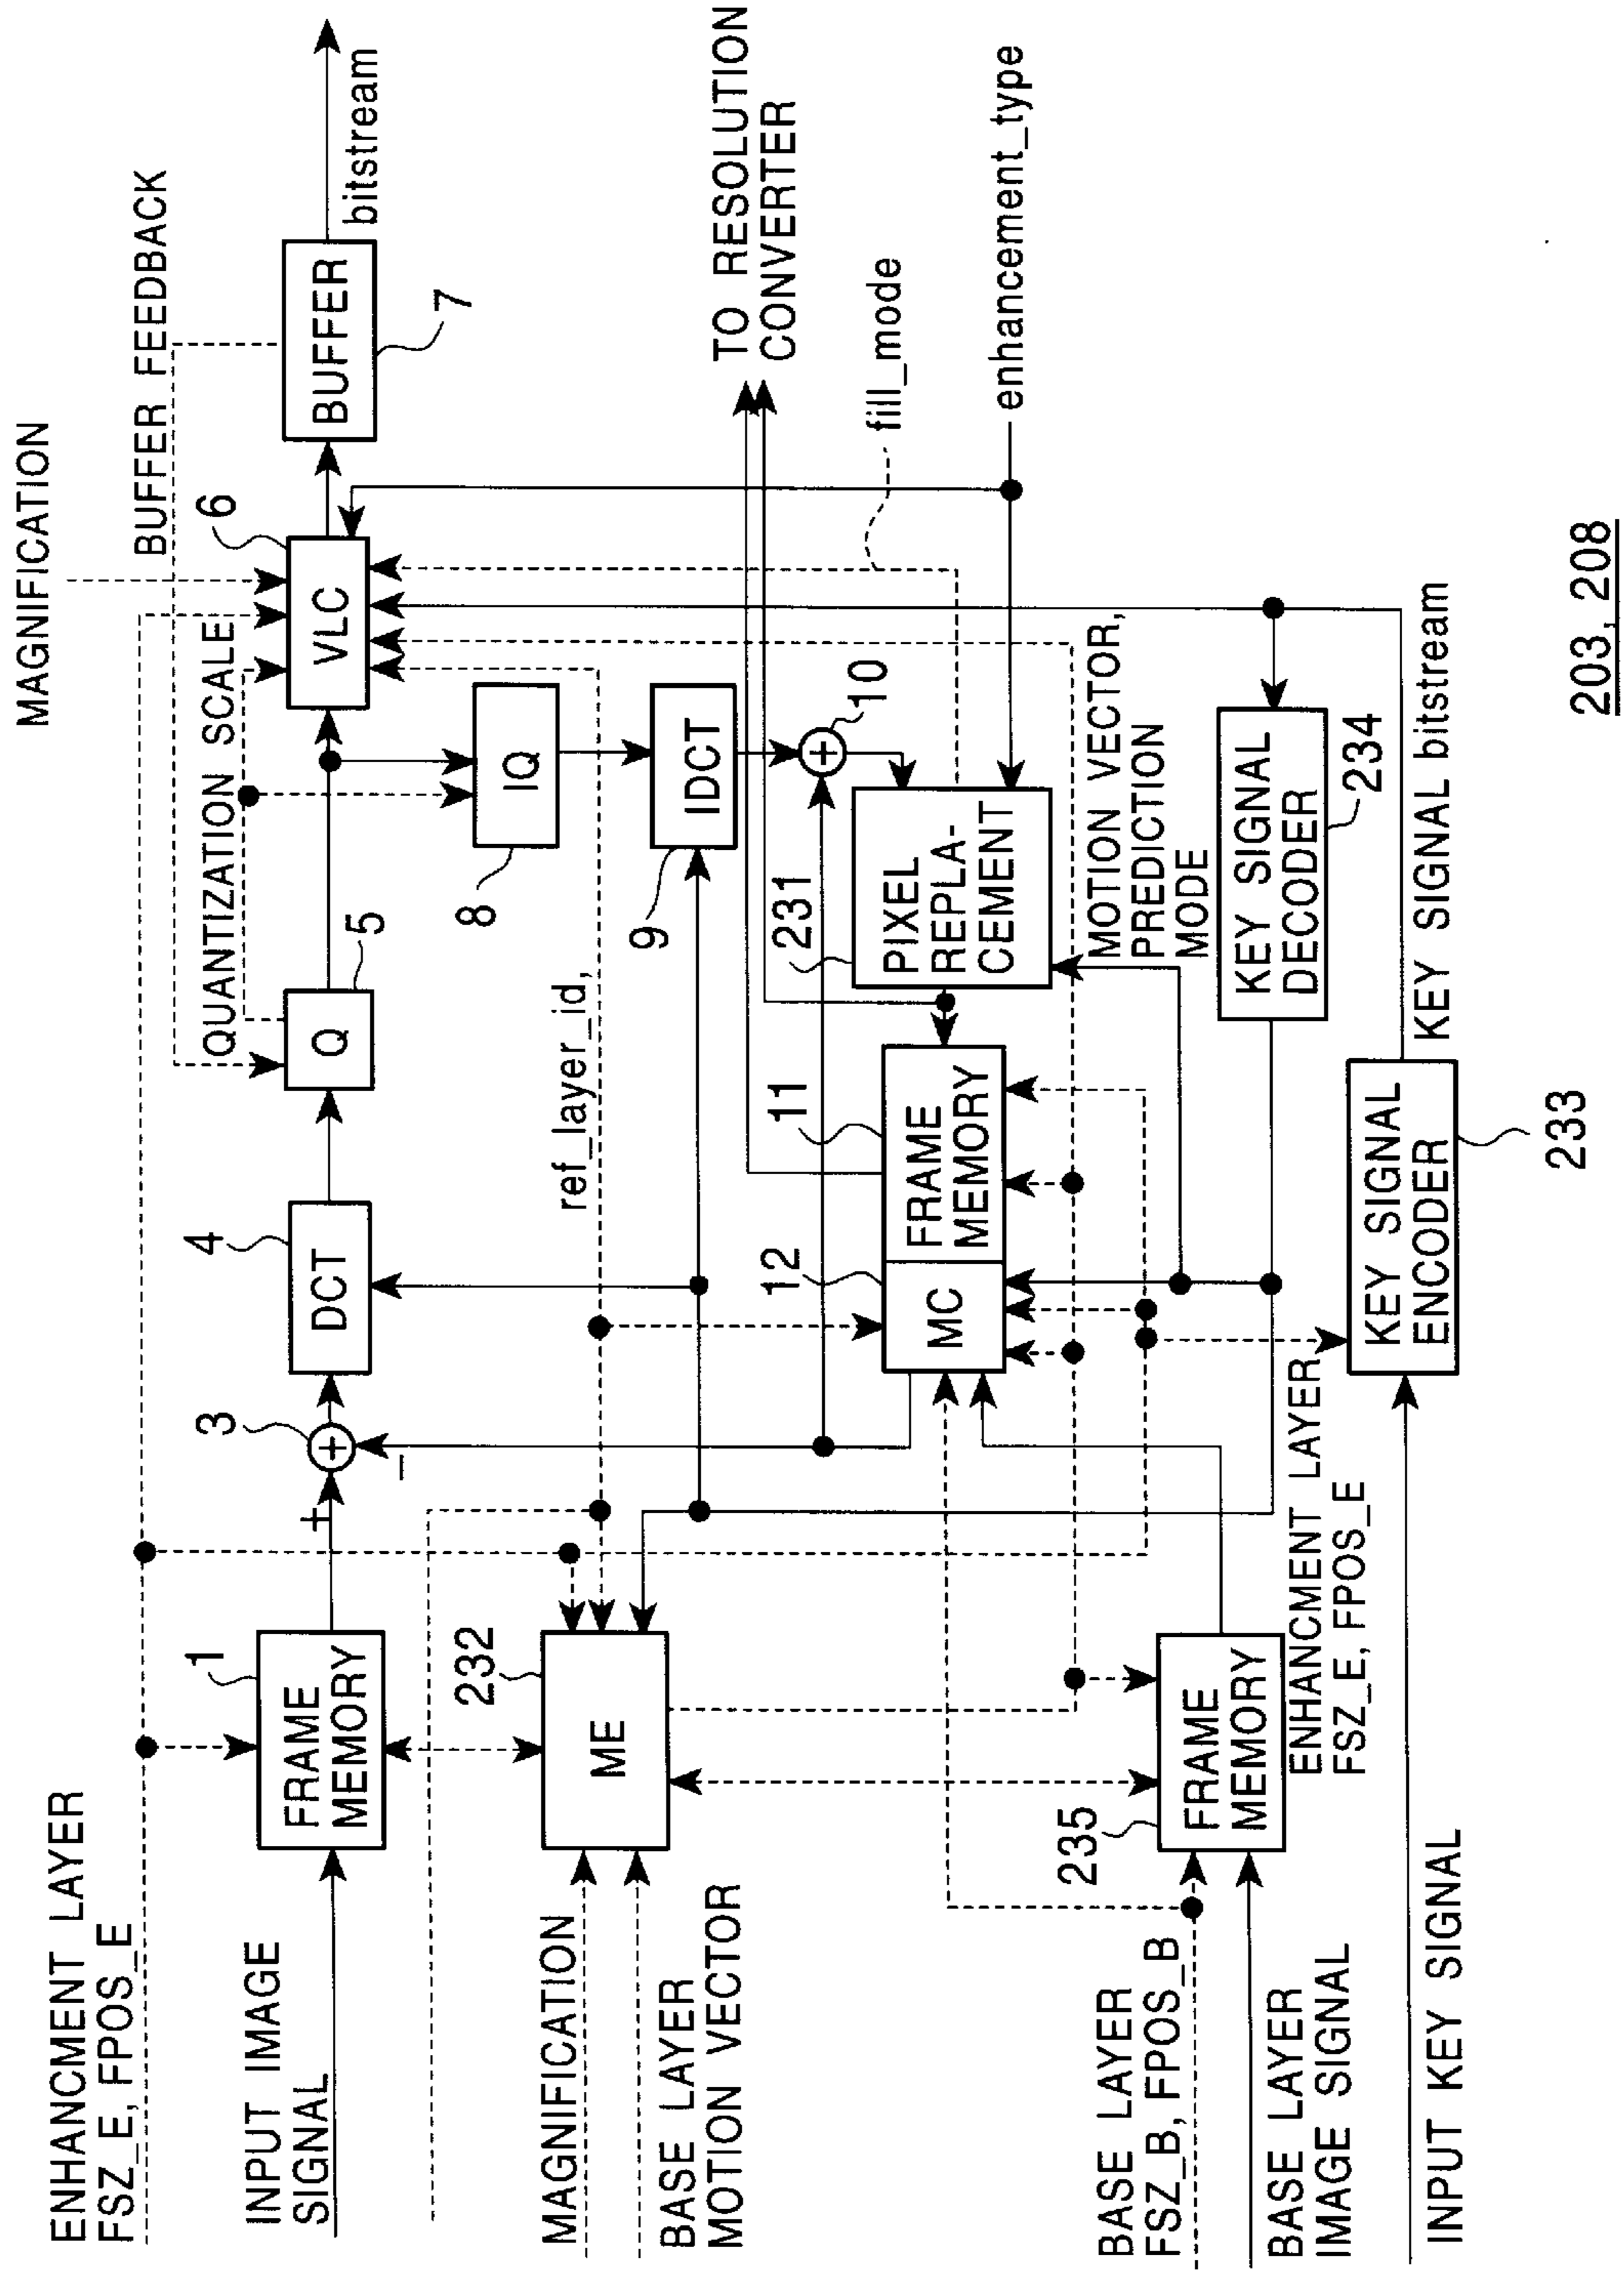 MAGNIFICATION
BUFFER FEEDBACK
QUANTIZATION SCALE
ENHANCMENT LAYER
FSZ_E, FPOS_E
INPUT IMAGE
SIGNAL
1
FRAME
MEMORY
+
3
+
−
4
DCT
5
Q
6
VLC
7
BUFFER
bitstream
ref_layer_id,
8
IQ
9
IDCT
10
+
TO RESOLUTION
CONVERTER
fill_mode
enhancement_type
MAGNIFICATION
BASE LAYER
MOTION VECTOR
232
ME
12
MC
11
FRAME
MEMORY
231
PIXEL
REPLA-
CEMENT
MOTION VECTOR,
PREDICTION
MODE
BASE LAYER
FSZ_B, FPOS_B
BASE LAYER
IMAGE SIGNAL
235
FRAME
MEMORY
ENHANCMENT LAYER
FSZ_E, FPOS_E
KEY SIGNAL
DECODER
234
INPUT KEY SIGNAL
KEY SIGNAL
ENCODER
233
KEY SIGNAL bitstream
203, 208